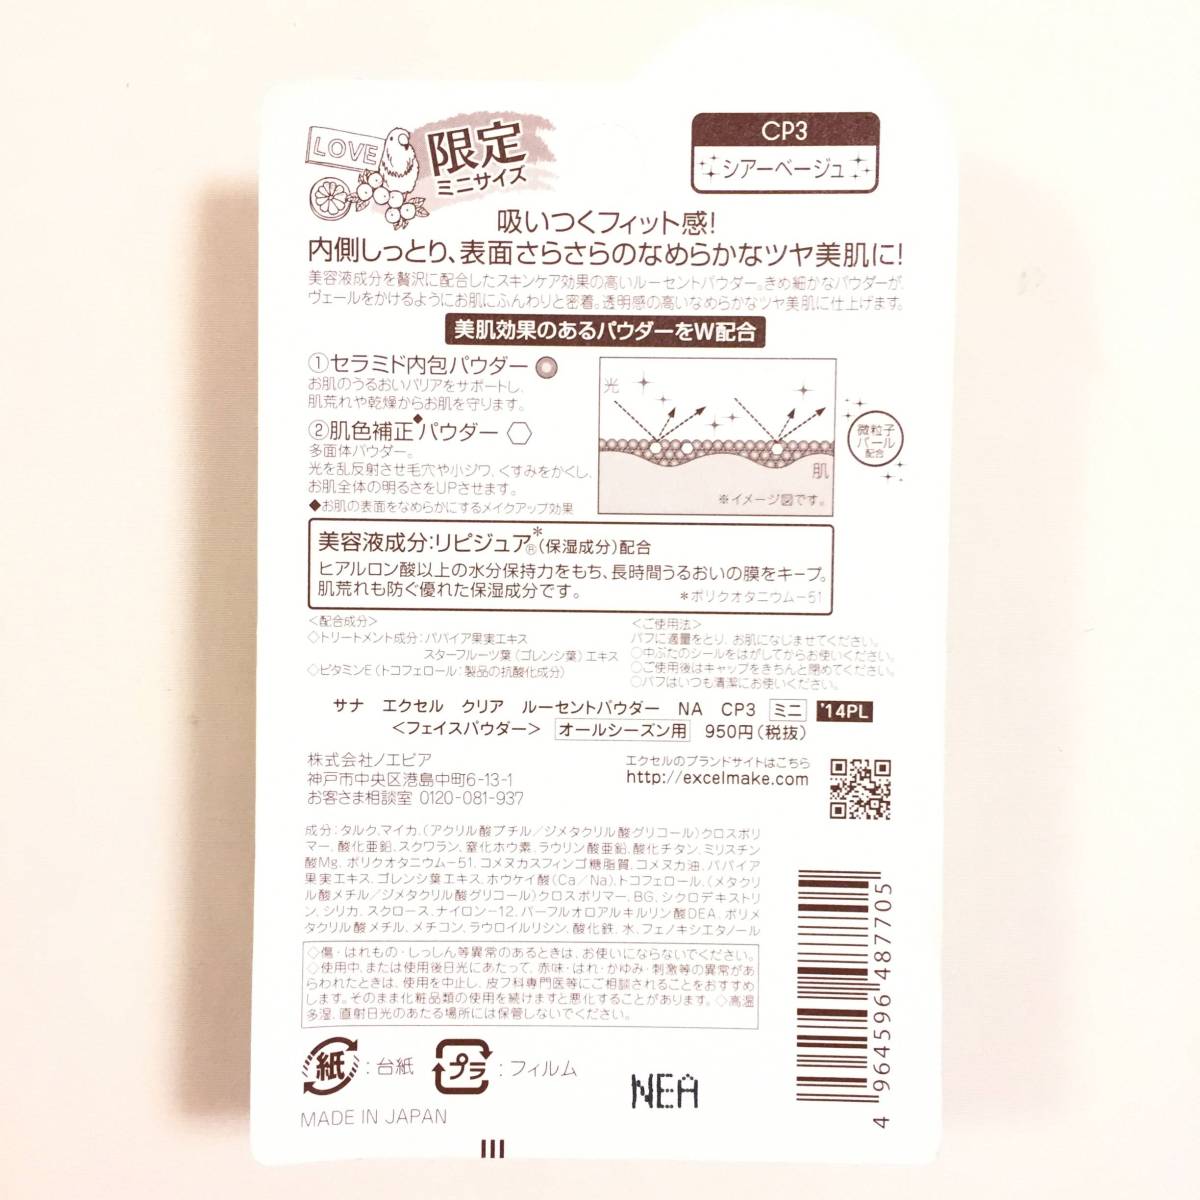 LOVE
限定
ミニサイズ
CP3
シアーベージュ
吸いつくフィット感!
内側しっとり、表面さらさらのなめらかなツヤ美肌に!
美容液成分を贅沢に配合したスキンケア効果の高いルーセントパウダー。きめ細かなパウダーが、
ヴェールをかけるようにお肌にふんわりと密着。透明感の高いなめらかなツヤ美肌に仕上げます。
美肌効果のあるパウダーをW配合
①セラミド内包パウダー
お肌のうるおいバリアをサポートし、
肌荒れや乾燥からお肌を守ります。
②肌色補正◆パウダー
多面体パウダー。
光を乱反射させ毛穴や小ジワ、くすみをかくし、
お肌全体の明るさをUPさせます。
◆お肌の表面をなめらかにするメイクアップ効果
光
肌
※イメージ図です。
微粒子
パール
配合
美容液成分:リピジュア®*(保湿成分)配合
ヒアルロン酸以上の水分保持力をもち、長時間うるおいの膜をキープ。
肌荒れも防ぐ優れた保湿成分です。
*ポリクオタニウム-51
<配合成分>
◇トリートメント成分:パパイア果実エキス
スターフルーツ葉(ゴレンシ葉)エキス
◇ビタミンE(トコフェロール:製品の抗酸化成分)
<ご使用法>
パフに適量をとり、お肌になじませてください。
○中ぶたのシールをはがしてからお使いください。
○ご使用後はキャップをきちんと閉めてください。
○パフはいつも清潔にお使いください。
サナ エクセル クリア ルーセントパウダー NA CP3 ミニ '14PL
<フェイスパウダー> オールシーズン用 950円(税抜)
株式会社ノエビア
神戸市中央区港島中町6-13-1
お客さま相談室 0120-081-937
エクセルのブランドサイトはこちら
http://excelmake.com
成分:タルク、マイカ、(アクリル酸ブチル/ジメタクリル酸グリコール)クロスポリ
マー、酸化亜鉛、スクワラン、窒化ホウ素、ラウリン酸亜鉛、酸化チタン、ミリスチン
酸Mg、ポリクオタニウム-51、コメヌカスフィンゴ糖脂質、コメヌカ油、パパイア
果実エキス、ゴレンシ葉エキス、ホウケイ酸(Ca/Na)、トコフェロール、(メタクリ
ル酸メチル/ジメタクリル酸グリコール)クロスポリマー、BG、シクロデキストリ
ン、シリカ、スクロース、ナイロン-12、パーフルオロアルキルリン酸DEA、ポリメ
タクリル酸メチル、メチコン、ラウロイルリシン、酸化鉄、水、フェノキシエタノール
◇傷・はれもの・しっしん等異常のあるときは、お使いにならないでください。
◇使用中、または使用後日光にあたって、赤味・はれ・かゆみ・刺激等の異常があ
らわれたときは、使用を中止し、皮フ科専門医等にご相談されることをおすすめ
します。そのまま化粧品類の使用を続けますと悪化することがあります。◇高温
多湿、直射日光のあたる場所には保管しないでください。
紙:台紙
プラ:フィルム
NEA
MADE IN JAPAN
4964596487705